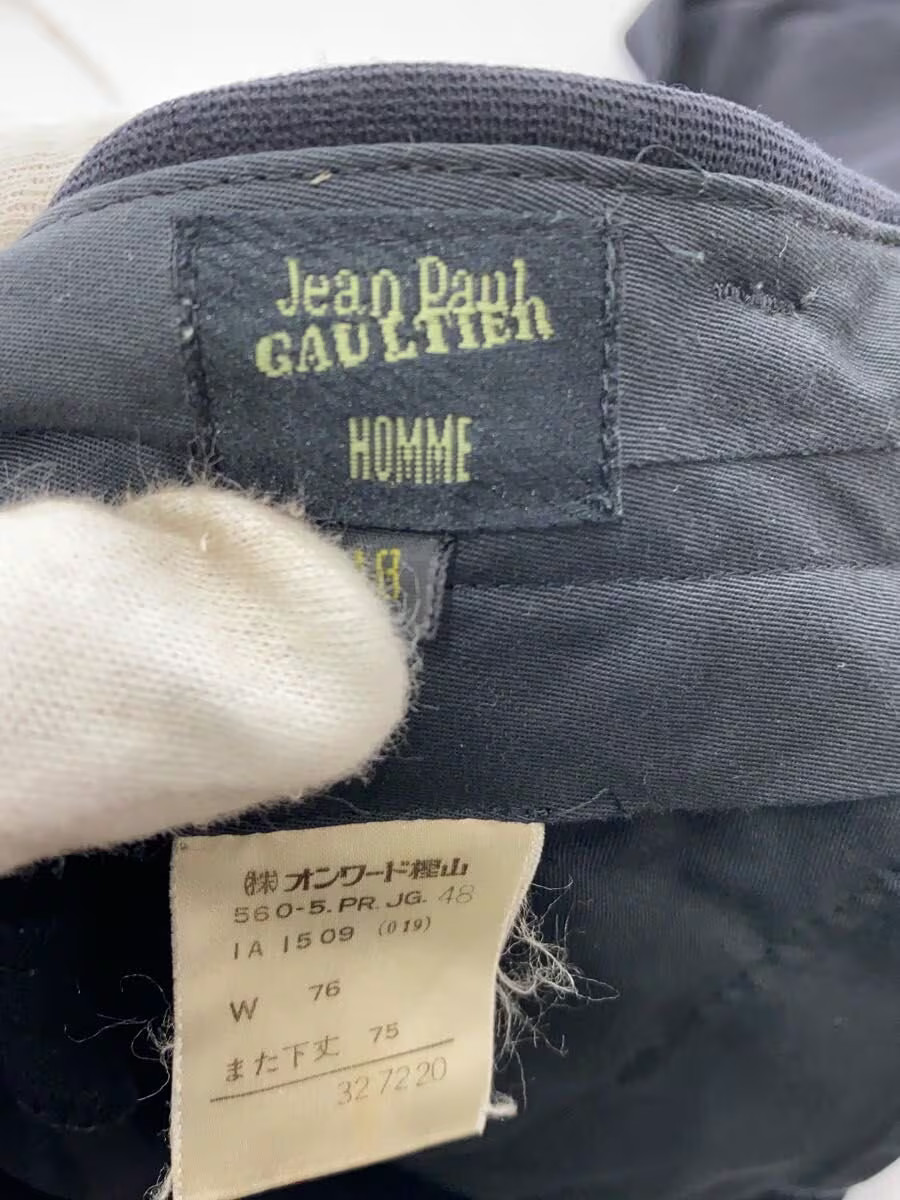 Jean Paul
GAULTIER
HOMME
48
(株)オンワード樫山
560-5.PR.JG. 48
IA 1509 (019)
W 76
また下丈 75
327220